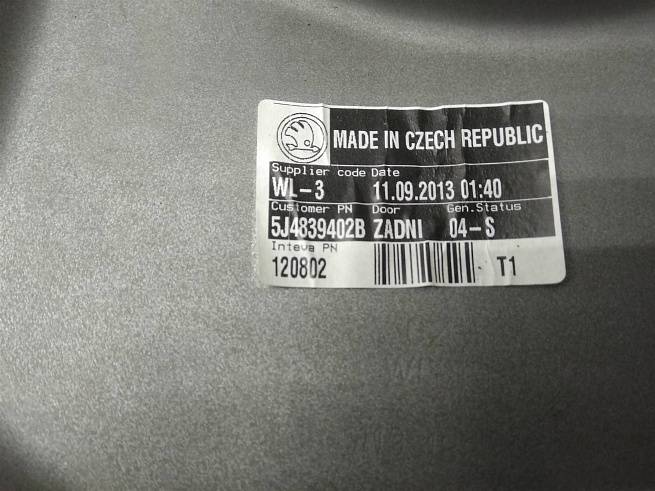 MADE IN CZECH REPUBLIC
Supplier code Date
WL-3 11.09.2013 01:40
Customer PN Door Gen.Status
5J4839402B ZADNI 04-S
Inteva PN
120802 T1